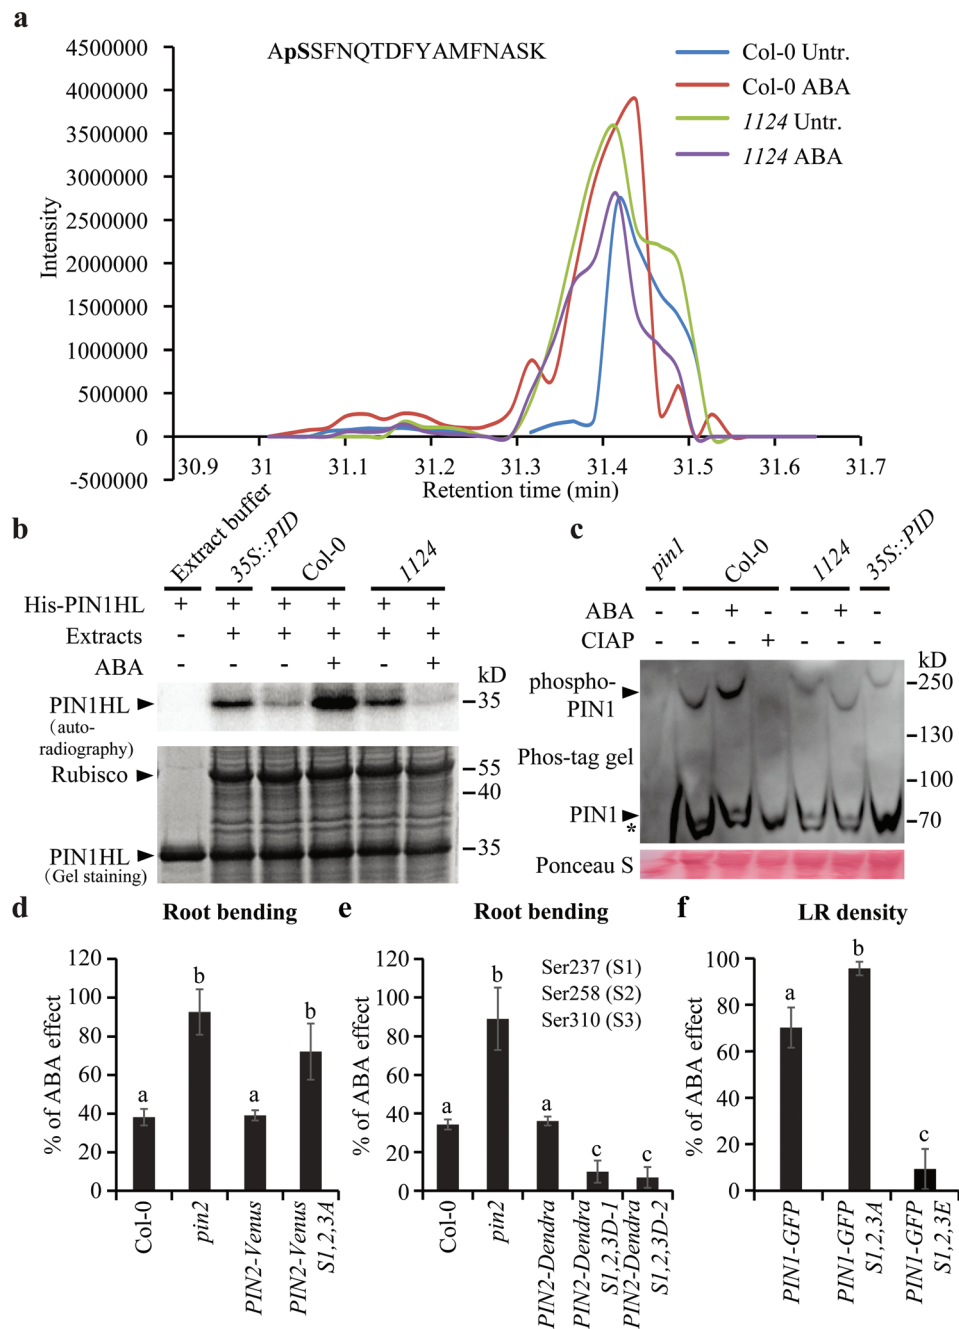 a
ApSSFNQTDFYAMFNASK
Col-0 Untr.
Col-0 ABA
1124 Untr.
1124 ABA
Intensity
4500000
4000000
3500000
3000000
2500000
2000000
1500000
1000000
500000
0
-500000
30.9 31 31.1 31.2 31.3 31.4 31.5 31.6 31.7
Retention time (min)
b
Extract buffer 35S::PID Col-0 1124
His-PIN1HL + + + + + +
Extracts - + + + + +
ABA - - - + - +
kD
PIN1HL
(auto-
radiography)
-35
Rubisco
-55
-40
PIN1HL
(Gel staining)
-35
c
pin1 Col-0 1124 35S::PID
ABA - - + - - + -
CIAP - - - + - - -
kD
phospho-
PIN1
-250
-130
Phos-tag gel
-100
PIN1
*
-70
Ponceau S
d
Root bending
% of ABA effect
120
100
80
60
40
20
0
a b a b
Col-0
pin2
PIN2-Venus
PIN2-Venus
S1,2,3A
e
Root bending
Ser237 (S1)
Ser258 (S2)
Ser310 (S3)
% of ABA effect
120
100
80
60
40
20
0
a b a c c
Col-0
pin2
PIN2-Dendra
PIN2-Dendra
S1,2,3D-1
PIN2-Dendra
S1,2,3D-2
f
LR density
% of ABA effect
100
80
60
40
20
0
a b c
PIN1-GFP
PIN1-GFP
S1,2,3A
PIN1-GFP
S1,2,3E